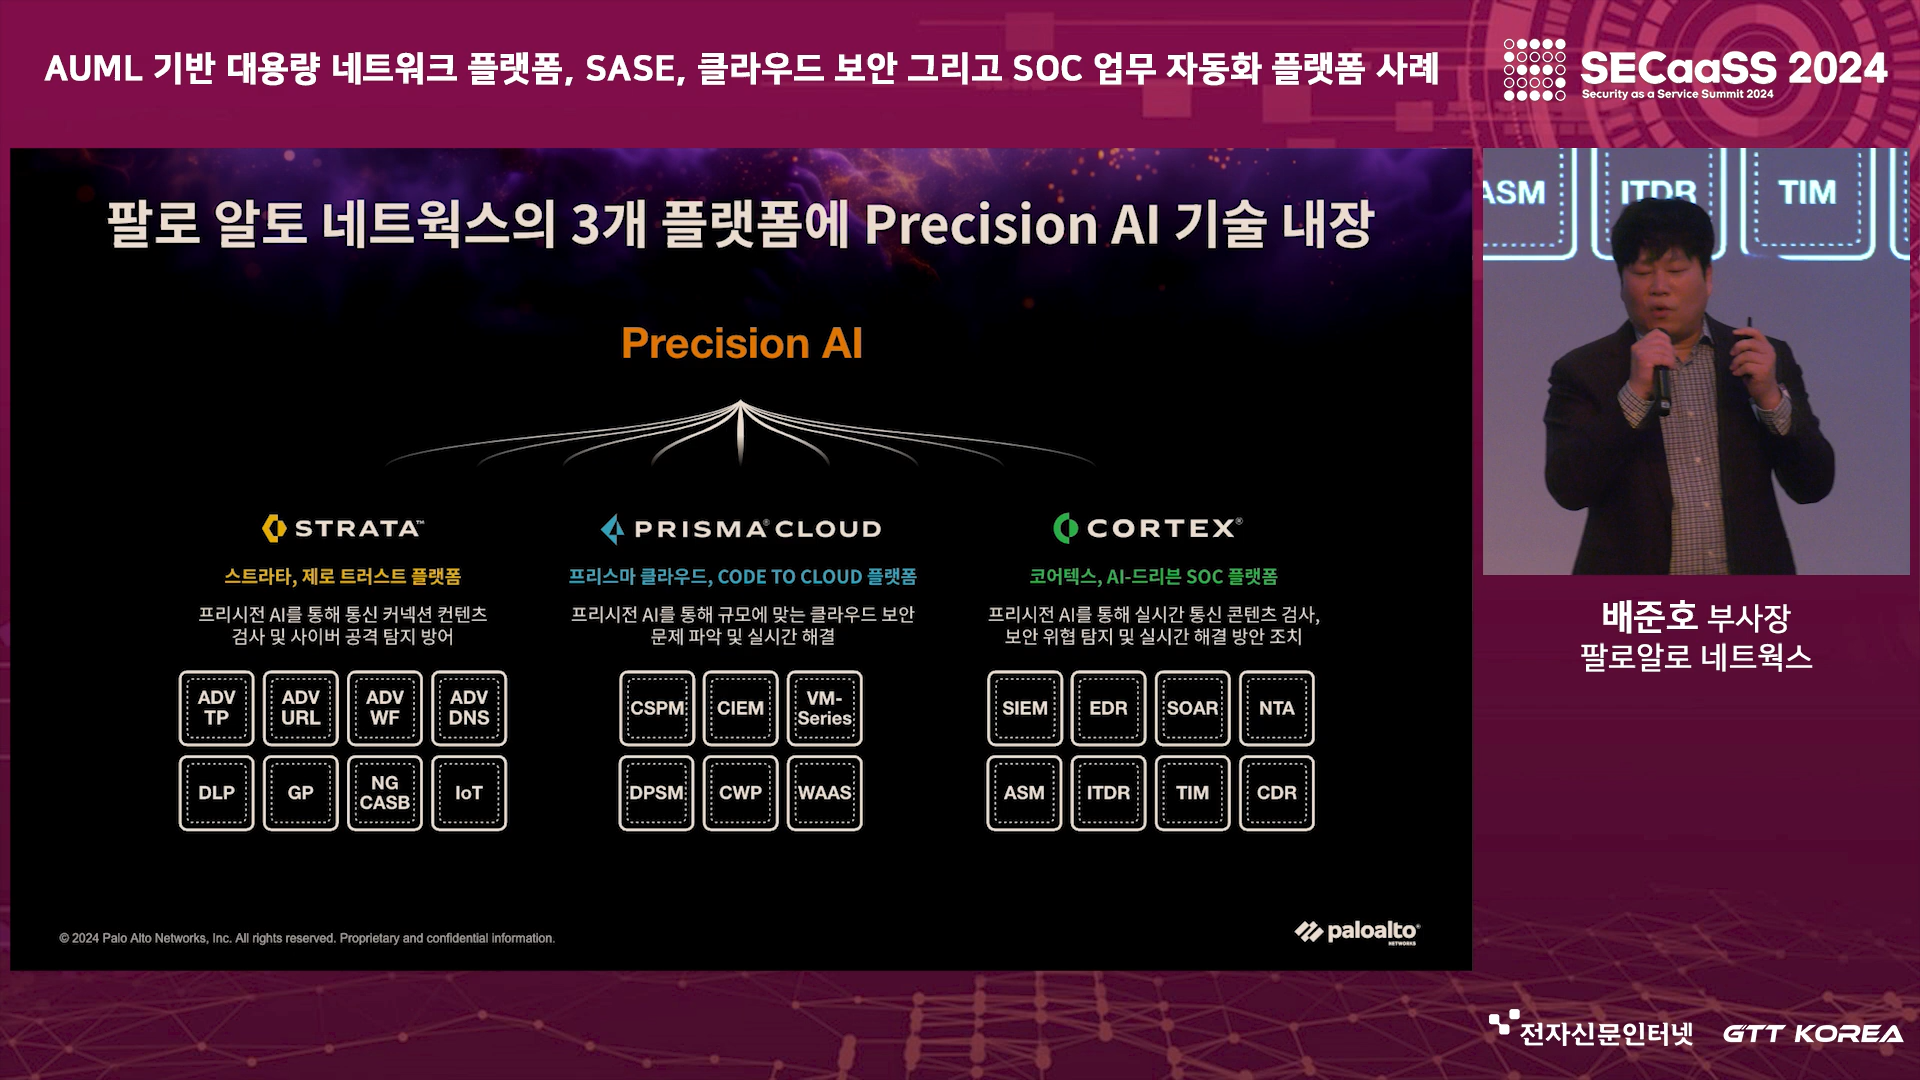 AUML 기반 대용량 네트워크 플랫폼, SASE, 클라우드 보안 그리고 SOC 업무 자동화 플랫폼 사례
SECaaSS 2024
Security as a Service Summit 2024
팔로 알토 네트웍스의 3개 플랫폼에 Precision AI 기술 내장
Precision AI
STRATA™
스트라타, 제로 트러스트 플랫폼
프리시전 AI를 통해 통신 커넥션 컨텐츠
검사 및 사이버 공격 탐지 방어
ADV TP
ADV URL
ADV WF
ADV DNS
DLP
GP
NG CASB
IoT
PRISMA® CLOUD
프리스마 클라우드, CODE TO CLOUD 플랫폼
프리시전 AI를 통해 규모에 맞는 클라우드 보안
문제 파악 및 실시간 해결
CSPM
CIEM
VM-Series
DPSM
CWP
WAAS
CORTEX®
코어텍스, AI-드리븐 SOC 플랫폼
프리시전 AI를 통해 실시간 통신 콘텐츠 검사,
보안 위협 탐지 및 실시간 해결 방안 조치
SIEM
EDR
SOAR
NTA
ASM
ITDR
TIM
CDR
© 2024 Palo Alto Networks, Inc. All rights reserved. Proprietary and confidential information.
paloalto®
NETWORKS
ASM
ITDR
TIM
배준호 부사장
팔로알로 네트웍스
전자신문인터넷
GTT KOREA